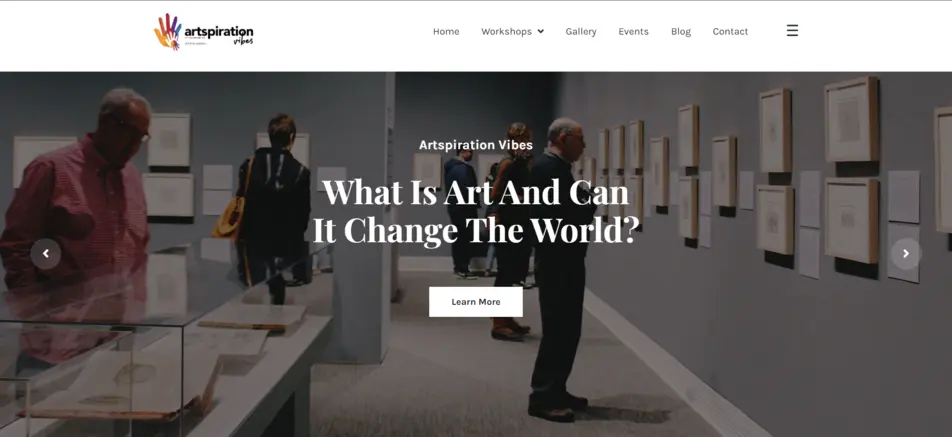 artspiration
vibes
Home
Workshops
Gallery
Events
Blog
Contact
Artspiration Vibes
What Is Art And Can
It Change The World?
Learn More